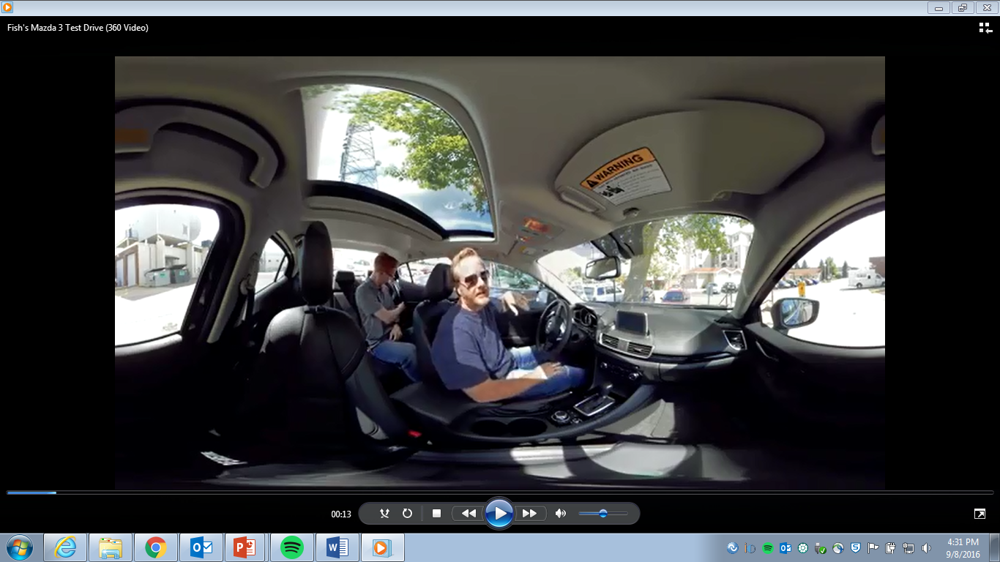 Fish's Mazda 3 Test Drive (360 Video)
WARNING
00:13
4:31 PM
9/8/2016